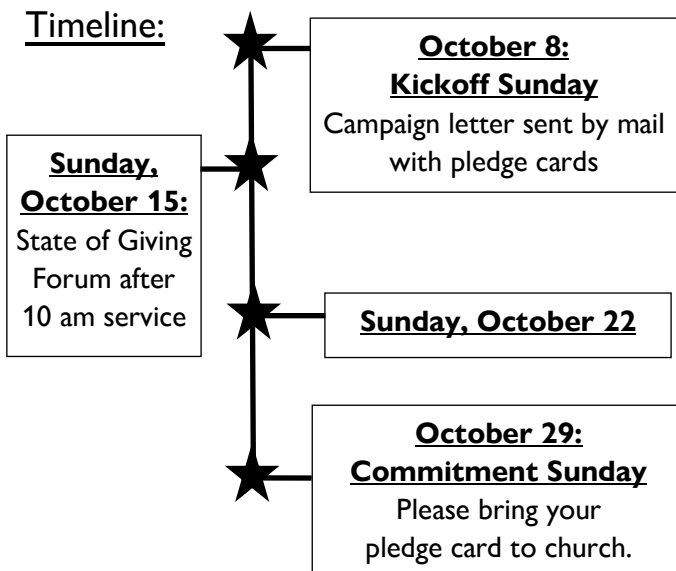 Timeline:
October 8:
Kickoff Sunday
Campaign letter sent by mail
with pledge cards
Sunday,
October 15:
State of Giving
Forum after
10 am service
Sunday, October 22
October 29:
Commitment Sunday
Please bring your
pledge card to church.